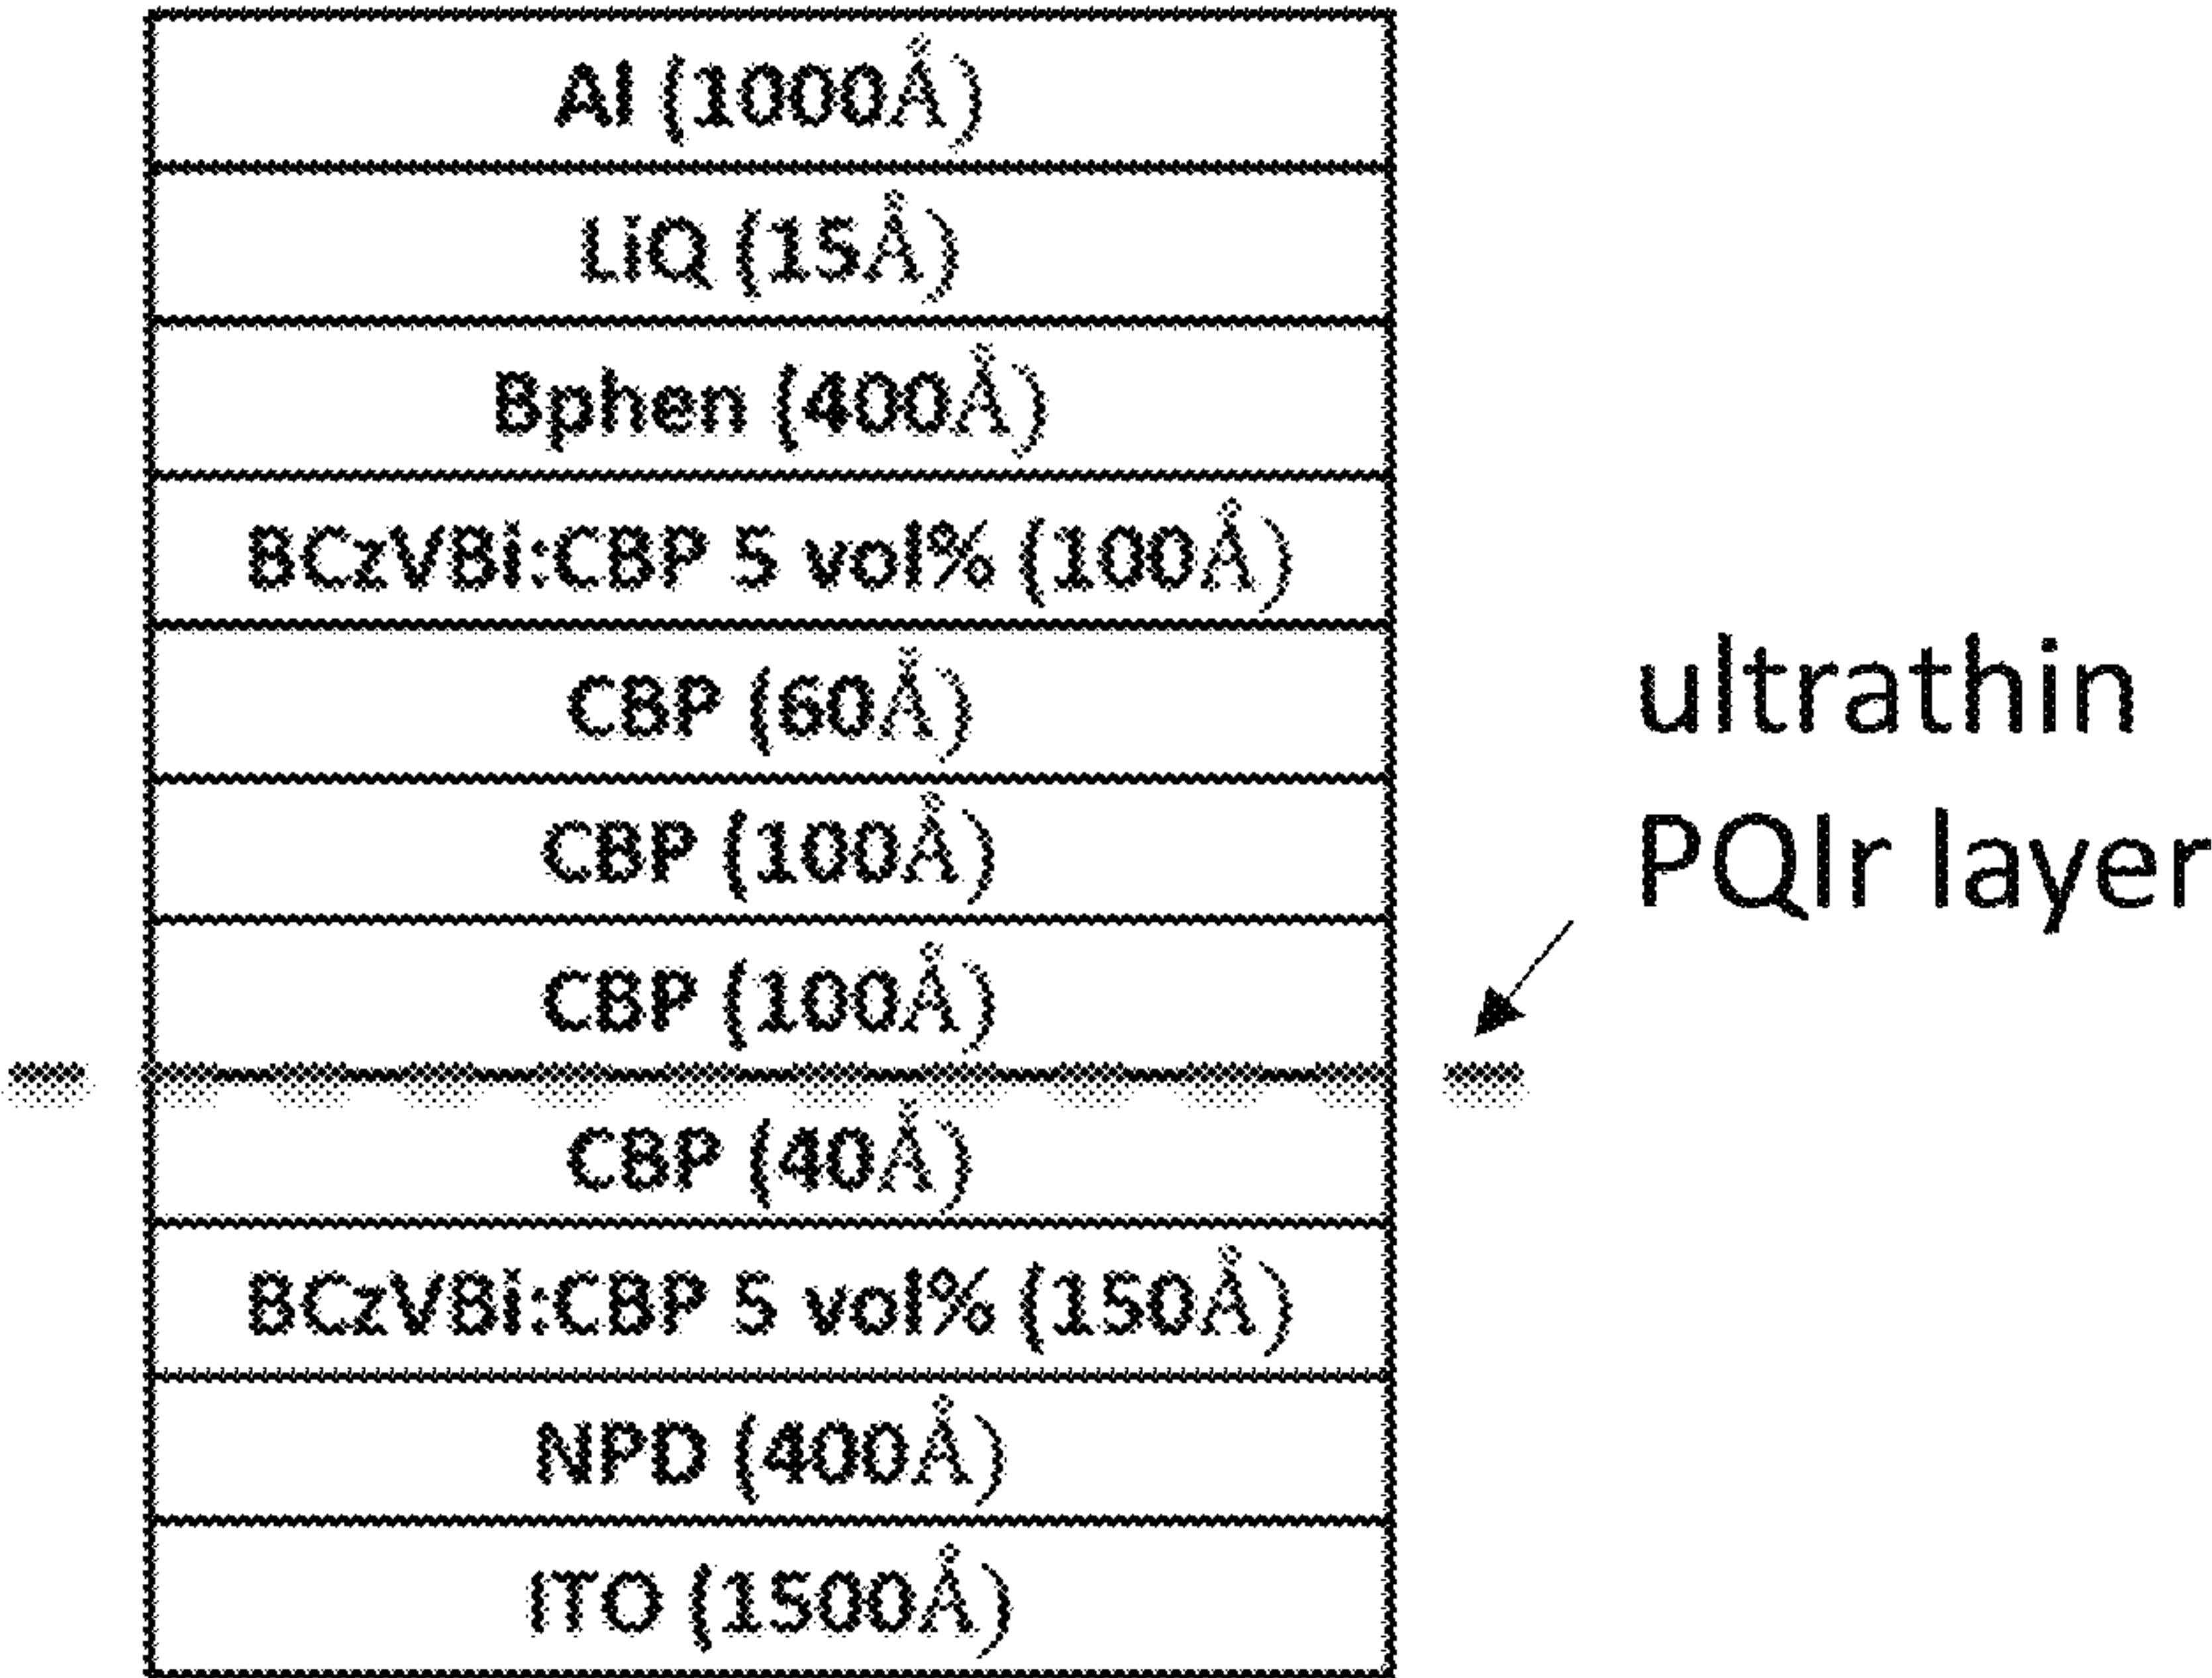 Al (1000Å)
LiQ (15Å)
Bphen (400Å)
BCzVBi:CBP 5 vol% (100Å)
CBP (60Å)
CBP (100Å)
CBP (100Å)
CBP (40Å)
BCzVBi:CBP 5 vol% (150Å)
NPD (400Å)
ITO (1500Å)
ultrathin
PQIr layer